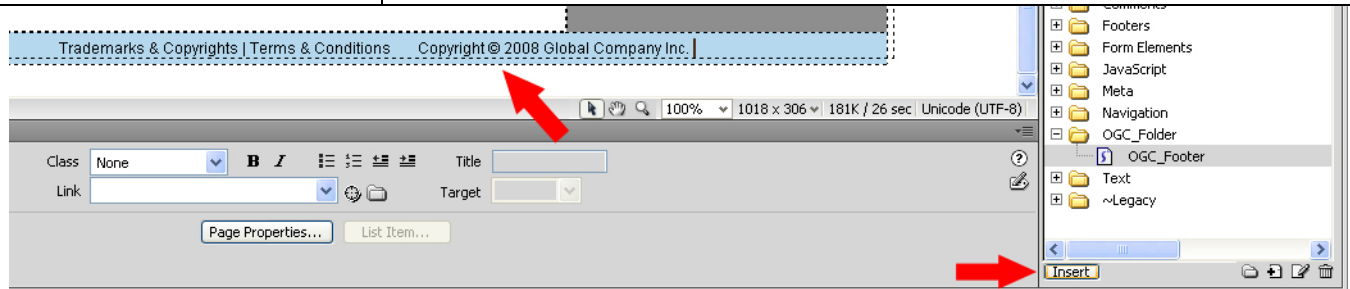 Comments
Footers
Trademarks & Copyrights | Terms & Conditions Copyright © 2008 Global Company Inc.
Form Elements
JavaScript
Meta
100% 1018 x 306 181K / 26 sec Unicode (UTF-8)
Navigation
OGC_Folder
Class None B I Title
OGC_Footer
Link Target
Text
~Legacy
Page Properties... List Item...
Insert